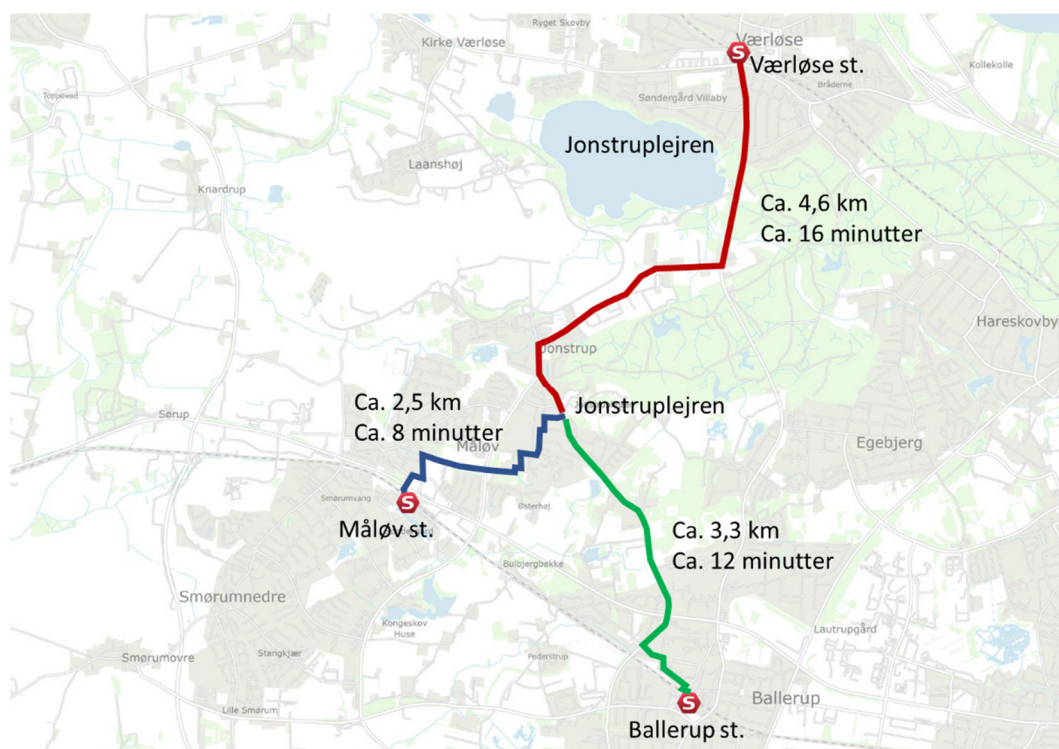 Ryget Skovby
Værløse
Kirke Værløse
S
Værløse st.
Kollekolle
Toppevad
Søndergård Villaby
Bråderne
Jonstruplejren
Laanshøj
Knardrup
Ca. 4,6 km
Ca. 16 minutter
Hareskovby
Jonstrup
Ca. 2,5 km
Ca. 8 minutter
Jonstruplejren
Sørup
Måløv
Egebjerg
Smørumvang
S
Østerhøj
Måløv st.
Ca. 3,3 km
Ca. 12 minutter
Bulbjergbakke
Smørumnedre
Kongeskov
Huse
Lautrupgård
Smørumovre
Stangkjær
Pederstrup
Ballerup
Lille Smørum
S
Ballerup st.